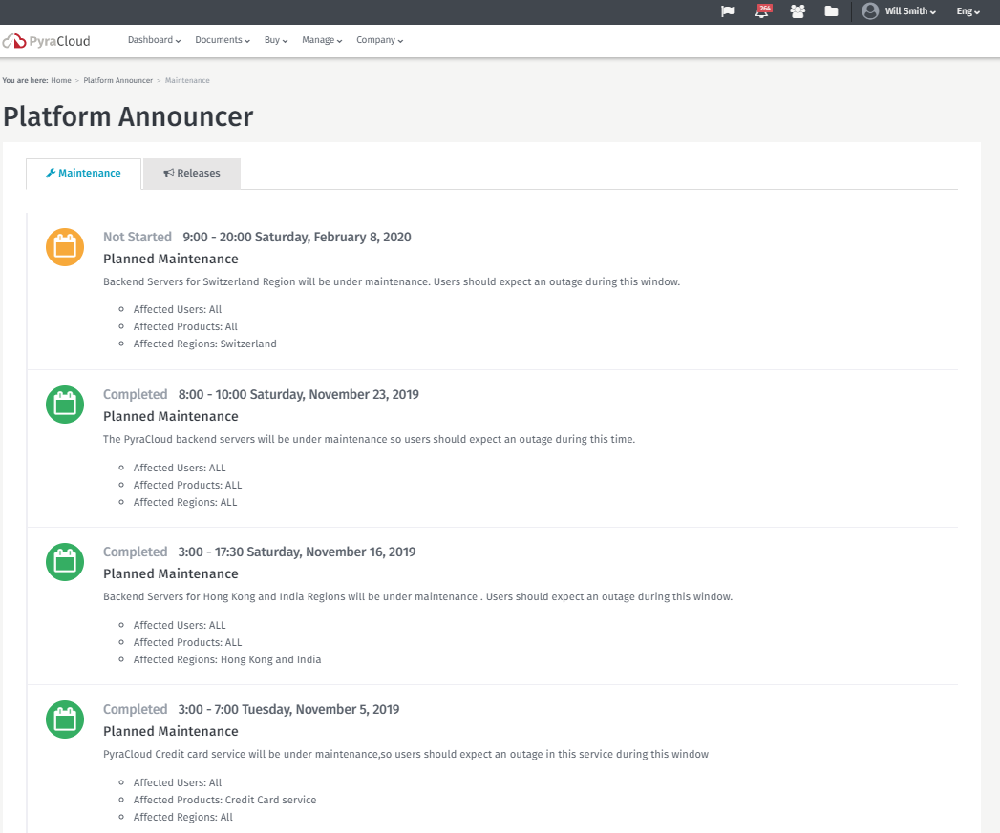 264
Will Smith
Eng
PyraCloud
Dashboard Documents Buy Manage Company
You are here: Home > Platform Announcer > Maintenance
Platform Announcer
Maintenance
Releases
Not Started 9:00 - 20:00 Saturday, February 8, 2020
Planned Maintenance
Backend Servers for Switzerland Region will be under maintenance. Users should expect an outage during this window.
Affected Users: All
Affected Products: All
Affected Regions: Switzerland
Completed 8:00 - 10:00 Saturday, November 23, 2019
Planned Maintenance
The PyraCloud backend servers will be under maintenance so users should expect an outage during this time.
Affected Users: ALL
Affected Products: ALL
Affected Regions: ALL
Completed 3:00 - 17:30 Saturday, November 16, 2019
Planned Maintenance
Backend Servers for Hong Kong and India Regions will be under maintenance . Users should expect an outage during this window.
Affected Users: ALL
Affected Products: ALL
Affected Regions: Hong Kong and India
Completed 3:00 - 7:00 Tuesday, November 5, 2019
Planned Maintenance
PyraCloud Credit card service will be under maintenance,so users should expect an outage in this service during this window
Affected Users: All
Affected Products: Credit Card service
Affected Regions: All